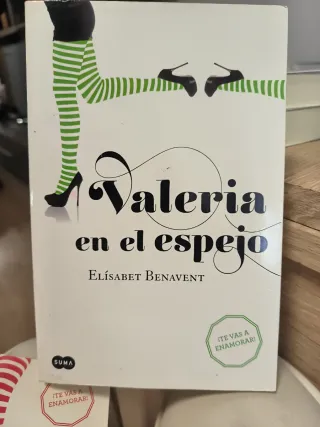 Valeria
en el espejo
ELÍSABET BENAVENT
¡TE VAS A
ENAMORAR!
SUMA
¡TE VAS A
ENAMORAR!